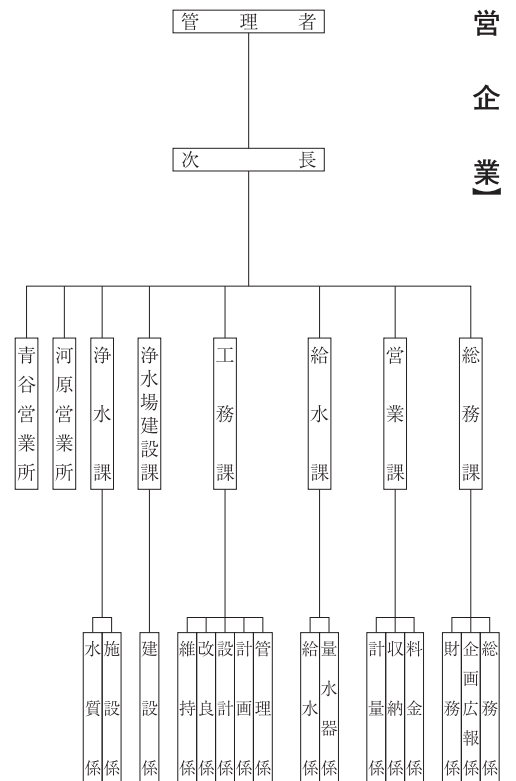 営企業】
管理者
次長
総務課
営業課
給水課
工務課
浄水場建設課
浄水課
河原営業所
青谷営業所
総務係
企画広報係
財務係
料金係
収納係
計量係
量水器係
給水係
管理係
計画係
設計係
改良係
維持係
建設係
施設係
水質係